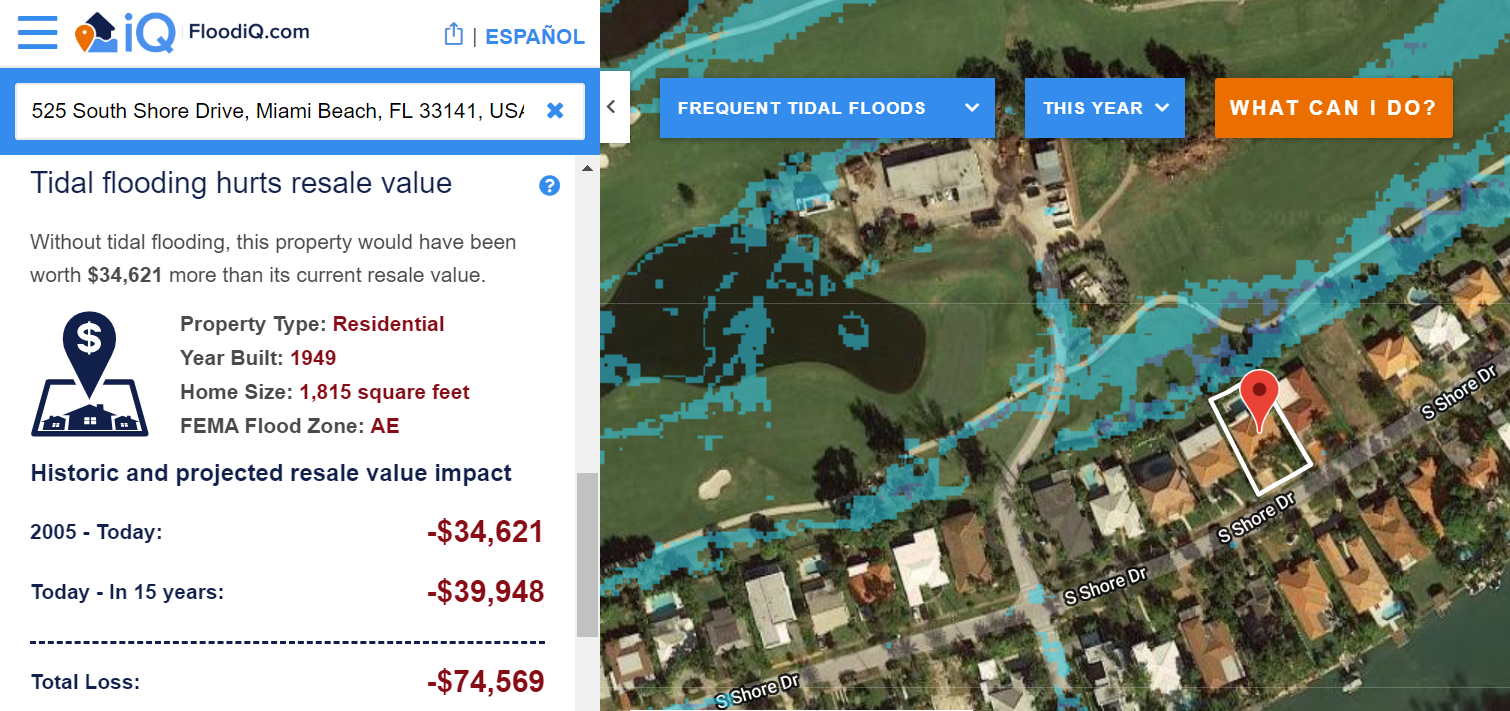 iQ FloodiQ.com | ESPAÑOL
525 South Shore Drive, Miami Beach, FL 33141, USA
FREQUENT TIDAL FLOODS
THIS YEAR
WHAT CAN I DO?
Tidal flooding hurts resale value
?
Without tidal flooding, this property would have been
worth $34,621 more than its current resale value.
$
Property Type: Residential
Year Built: 1949
Home Size: 1,815 square feet
FEMA Flood Zone: AE
Historic and projected resale value impact
2005 - Today: -$34,621
Today - In 15 years: -$39,948
Total Loss: -$74,569
S Shore Dr
S Shore Dr
S Shore Dr
S Shore Dr